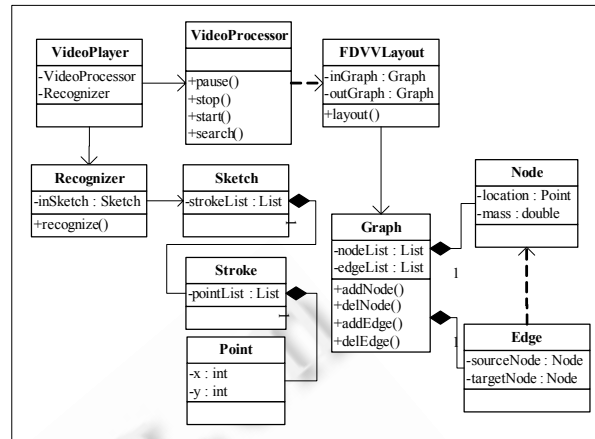 VideoPlayer
-VideoProcessor
-Recognizer
VideoProcessor
+pause()
+stop()
+start()
+search()
FDVVLayout
-inGraph : Graph
-outGraph : Graph
+layout()
Recognizer
-inSketch : Sketch
+recognize()
Sketch
-strokeList : List
1
Node
-location : Point
-mass : double
Graph
-nodeList : List
-edgeList : List
+addNode()
+delNode()
+addEdge()
+delEdge()
1
1
Stroke
-pointList : List
1
Point
-x : int
-y : int
Edge
-sourceNode : Node
-targetNode : Node